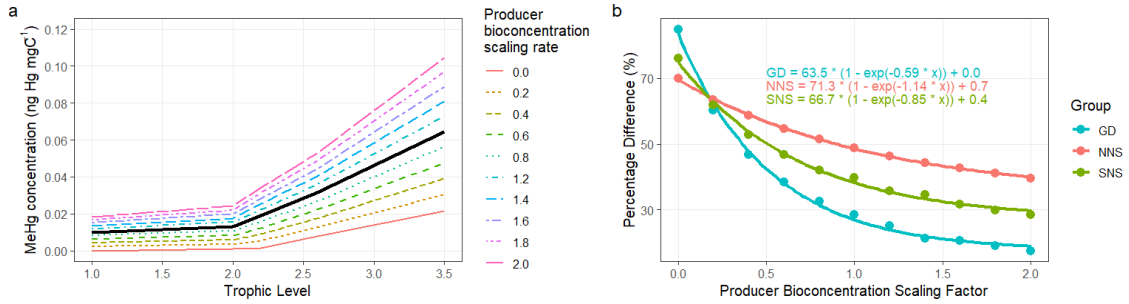 a
MeHg concentration (ng Hg mgC⁻¹)
0.12
0.10
0.08
0.06
0.04
0.02
0.00
1.0 1.5 2.0 2.5 3.0 3.5
Trophic Level
Producer
bioconcentration
scaling rate
0.0
0.2
0.4
0.6
0.8
1.2
1.4
1.6
1.8
2.0
b
Percentage Difference (%)
70
50
30
GD = 63.5 * (1 - exp(-0.59 * x)) + 0.0
NNS = 71.3 * (1 - exp(-1.14 * x)) + 0.7
SNS = 66.7 * (1 - exp(-0.85 * x)) + 0.4
0.0 0.5 1.0 1.5 2.0
Producer Bioconcentration Scaling Factor
Group
GD
NNS
SNS